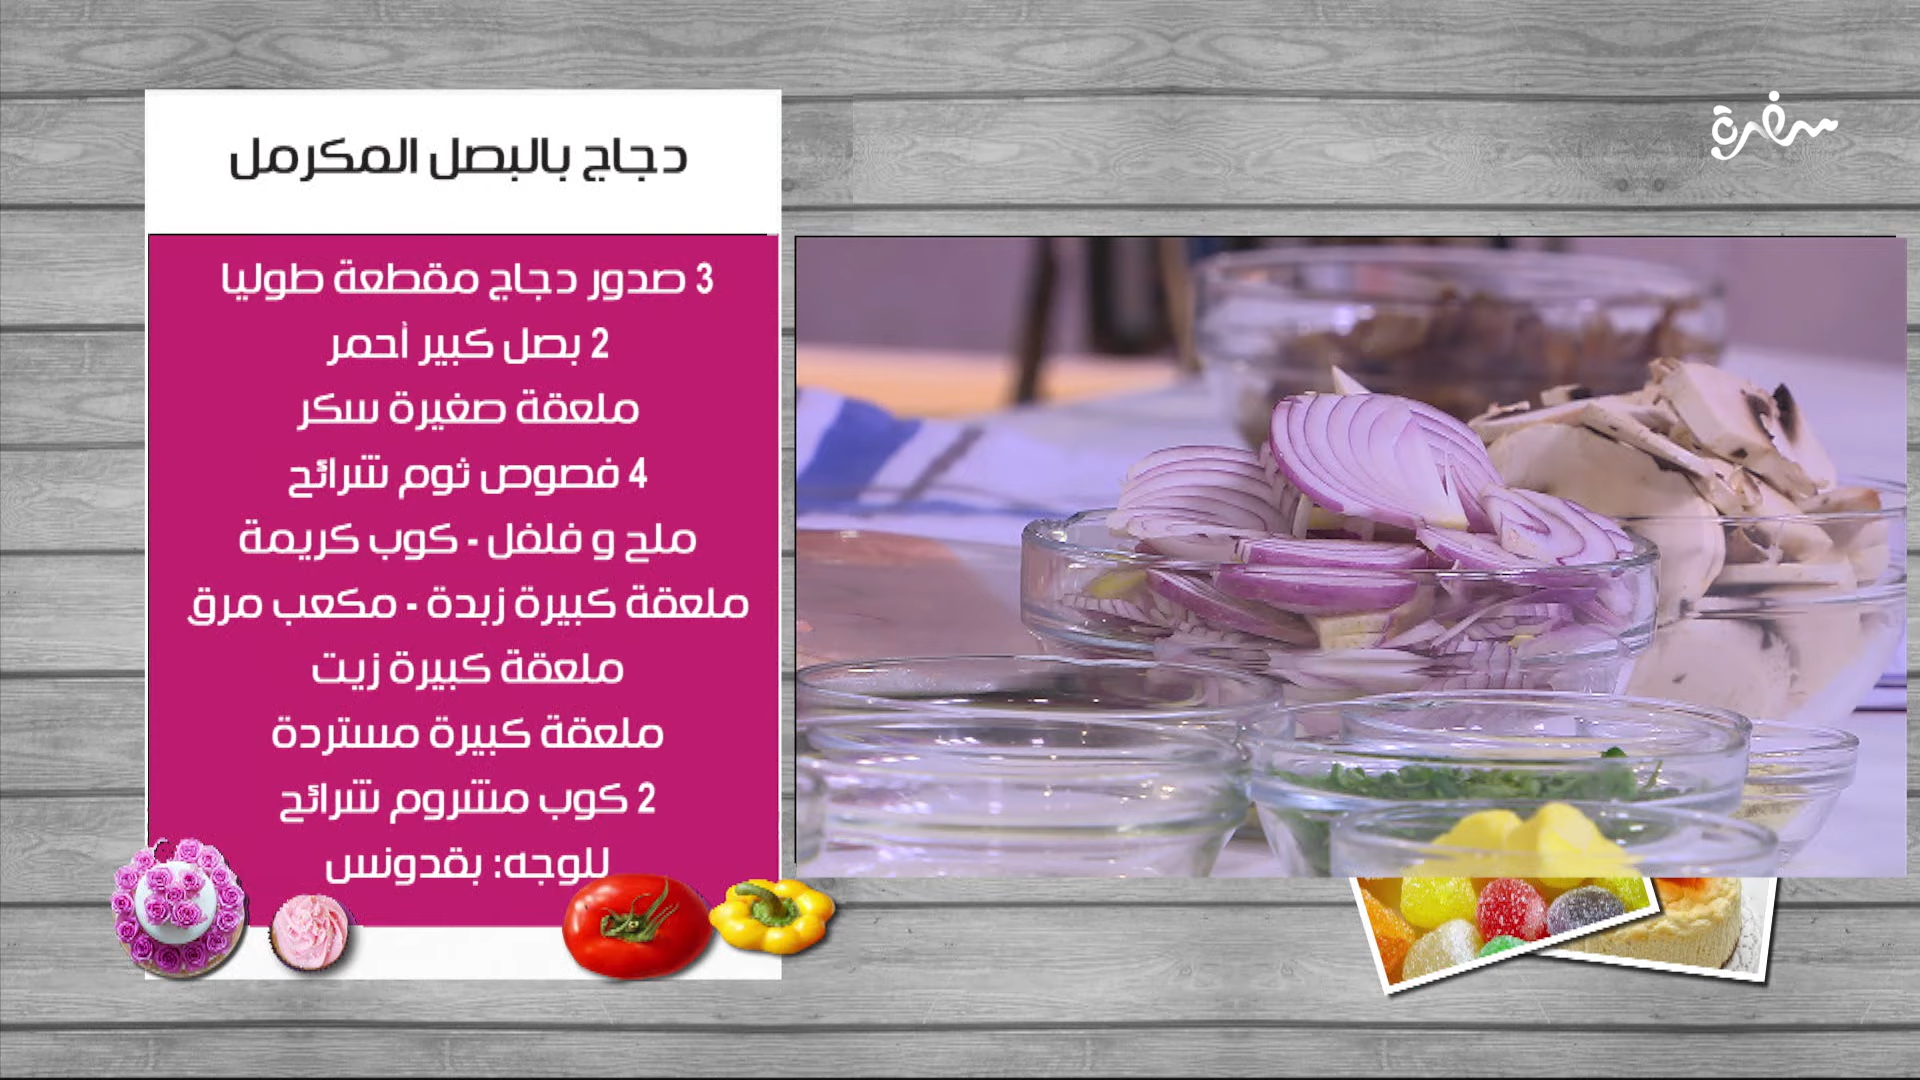 سفرة
دجاج بالبصل المكرمل
3 صدور دجاج مقطعة طوليا
2 بصل كبير أحمر
ملعقة صغيرة سكر
4 فصوص ثوم شرائح
ملح و فلفل - كوب كريمة
ملعقة كبيرة زبدة - مكعب مرق
ملعقة كبيرة زيت
ملعقة كبيرة مستردة
2 كوب مشروم شرائح
للوجه: بقدونس